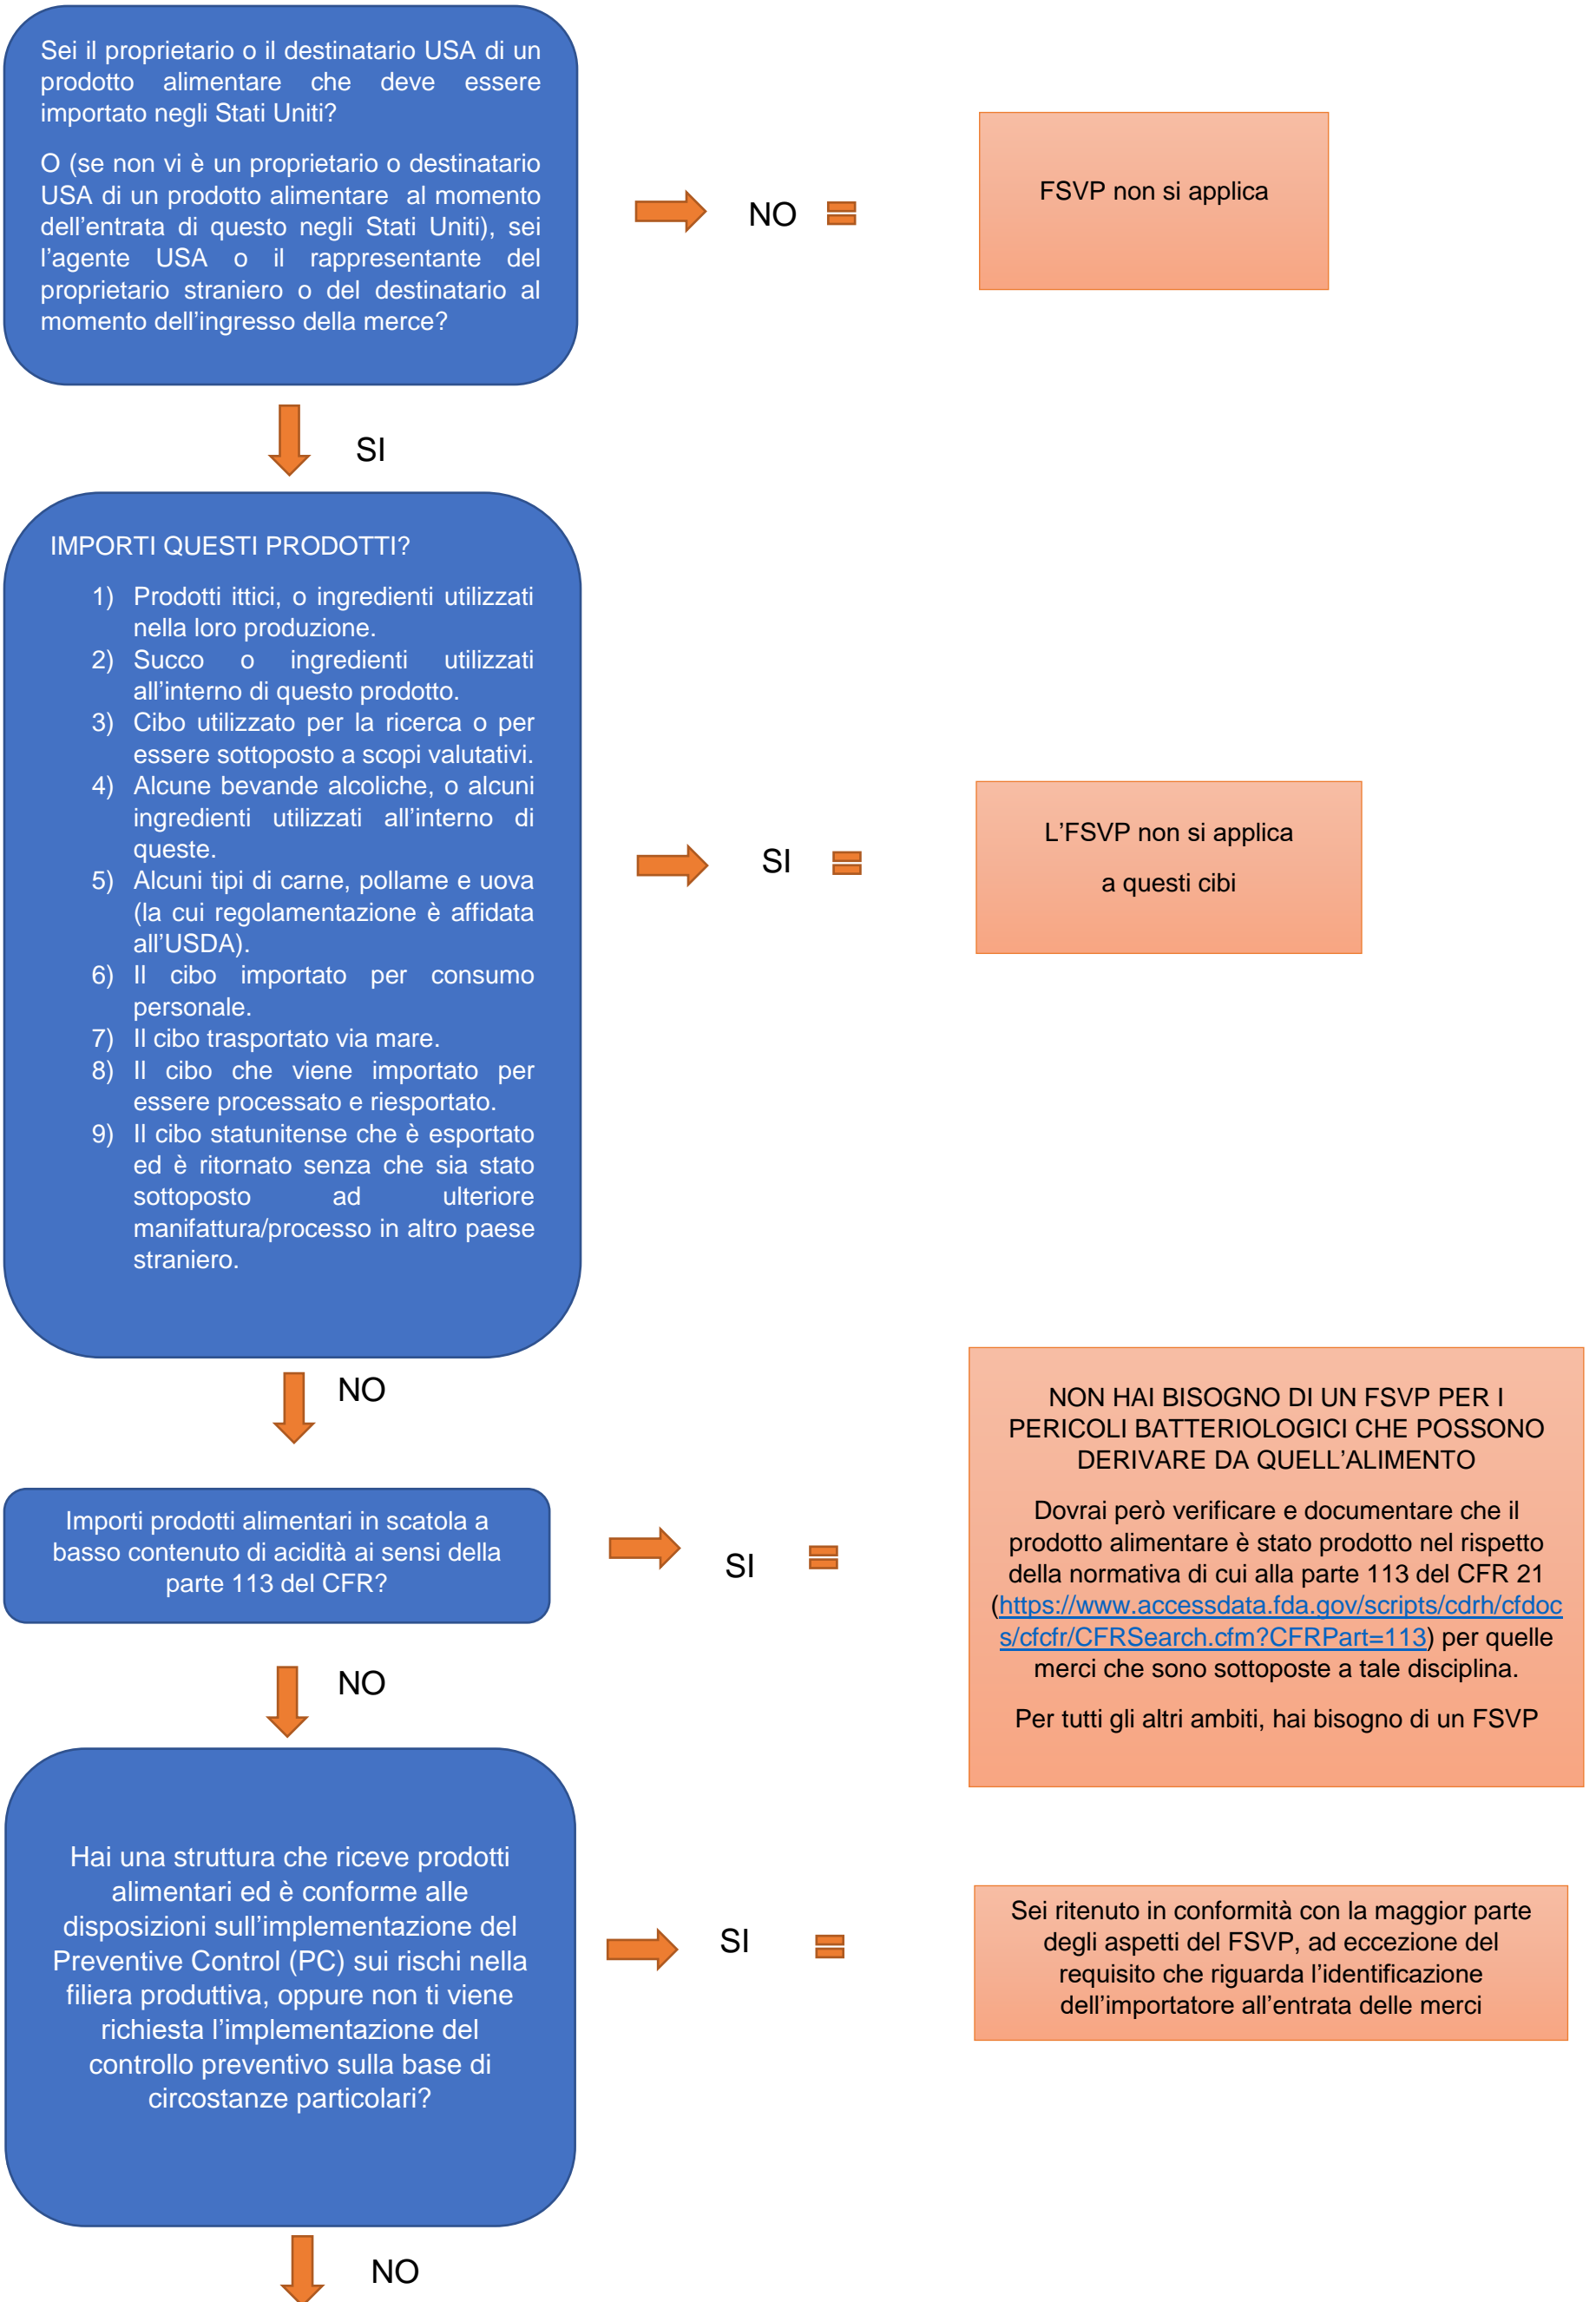 Sei il proprietario o il destinatario USA di un
prodotto alimentare che deve essere
importato negli Stati Uniti?
O (se non vi è un proprietario o destinatario
USA di un prodotto alimentare al momento
dell’entrata di questo negli Stati Uniti), sei
l’agente USA o il rappresentante del
proprietario straniero o del destinatario al
momento dell’ingresso della merce?
NO
FSVP non si applica
SI
IMPORTI QUESTI PRODOTTI?
1) Prodotti ittici, o ingredienti utilizzati
nella loro produzione.
2) Succo o ingredienti utilizzati
all’interno di questo prodotto.
3) Cibo utilizzato per la ricerca o per
essere sottoposto a scopi valutativi.
4) Alcune bevande alcoliche, o alcuni
ingredienti utilizzati all’interno di
queste.
5) Alcuni tipi di carne, pollame e uova
(la cui regolamentazione è affidata
all’USDA).
6) Il cibo importato per consumo
personale.
7) Il cibo trasportato via mare.
8) Il cibo che viene importato per
essere processato e riesportato.
9) Il cibo statunitense che è esportato
ed è ritornato senza che sia stato
sottoposto ad ulteriore
manifattura/processo in altro paese
straniero.
SI
L’FSVP non si applica
a questi cibi
NO
Importi prodotti alimentari in scatola a
basso contenuto di acidità ai sensi della
parte 113 del CFR?
SI
NON HAI BISOGNO DI UN FSVP PER I
PERICOLI BATTERIOLOGICI CHE POSSONO
DERIVARE DA QUELL’ALIMENTO
Dovrai però verificare e documentare che il
prodotto alimentare è stato prodotto nel rispetto
della normativa di cui alla parte 113 del CFR 21
(https://www.accessdata.fda.gov/scripts/cdrh/cfdoc
s/cfcfr/CFRSearch.cfm?CFRPart=113) per quelle
merci che sono sottoposte a tale disciplina.
Per tutti gli altri ambiti, hai bisogno di un FSVP
NO
Hai una struttura che riceve prodotti
alimentari ed è conforme alle
disposizioni sull’implementazione del
Preventive Control (PC) sui rischi nella
filiera produttiva, oppure non ti viene
richiesta l’implementazione del
controllo preventivo sulla base di
circostanze particolari?
SI
Sei ritenuto in conformità con la maggior parte
degli aspetti del FSVP, ad eccezione del
requisito che riguarda l’identificazione
dell’importatore all’entrata delle merci
NO